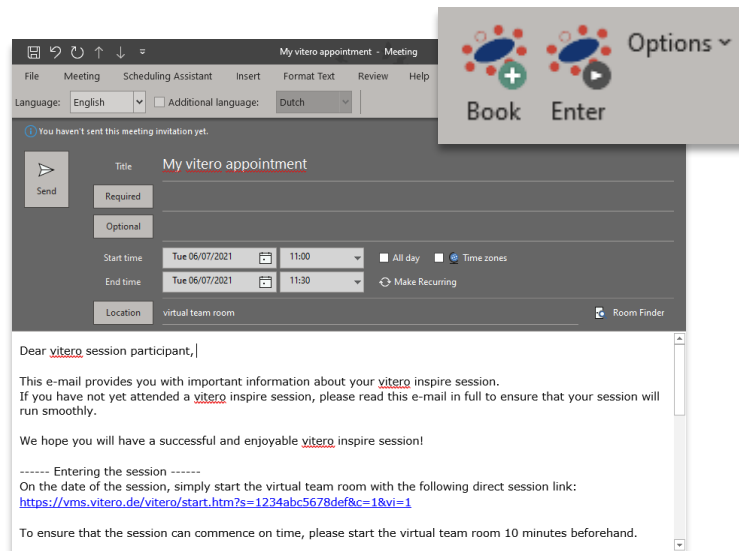 My vitero appointment - Meeting
Options
Book Enter
File Meeting Scheduling Assistant Insert Format Text Review Help
Language: English Additional language: Dutch
You haven't sent this meeting invitation yet.
Send
Title My vitero appointment
Required
Optional
Start time Tue 06/07/2021 11:00 All day Time zones
End time Tue 06/07/2021 11:30 Make Recurring
Location virtual team room Room Finder
Dear vitero session participant,
This e-mail provides you with important information about your vitero inspire session.
If you have not yet attended a vitero inspire session, please read this e-mail in full to ensure that your session will
run smoothly.
We hope you will have a successful and enjoyable vitero inspire session!
------ Entering the session ------
On the date of the session, simply start the virtual team room with the following direct session link:
https://vms.vitero.de/vitero/start.htm?s=1234abc5678def&c=1&vi=1
To ensure that the session can commence on time, please start the virtual team room 10 minutes beforehand.